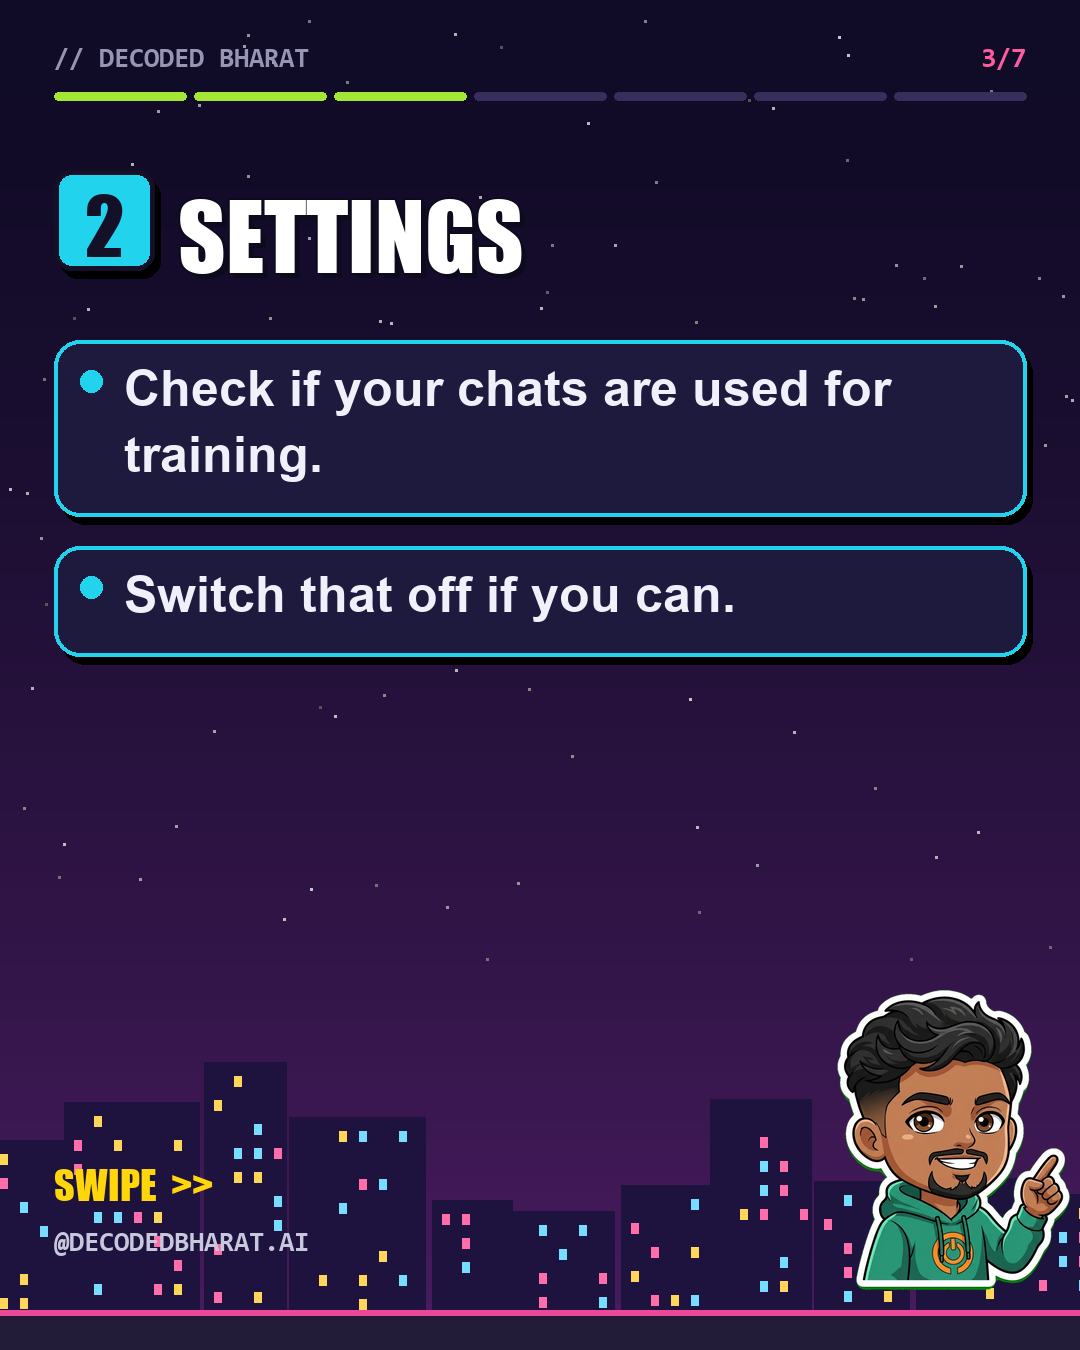 // DECODED BHARAT
3/7
2
SETTINGS
Check if your chats are used for
training.
Switch that off if you can.
SWIPE >>
@DECODEDBHARAT.AI